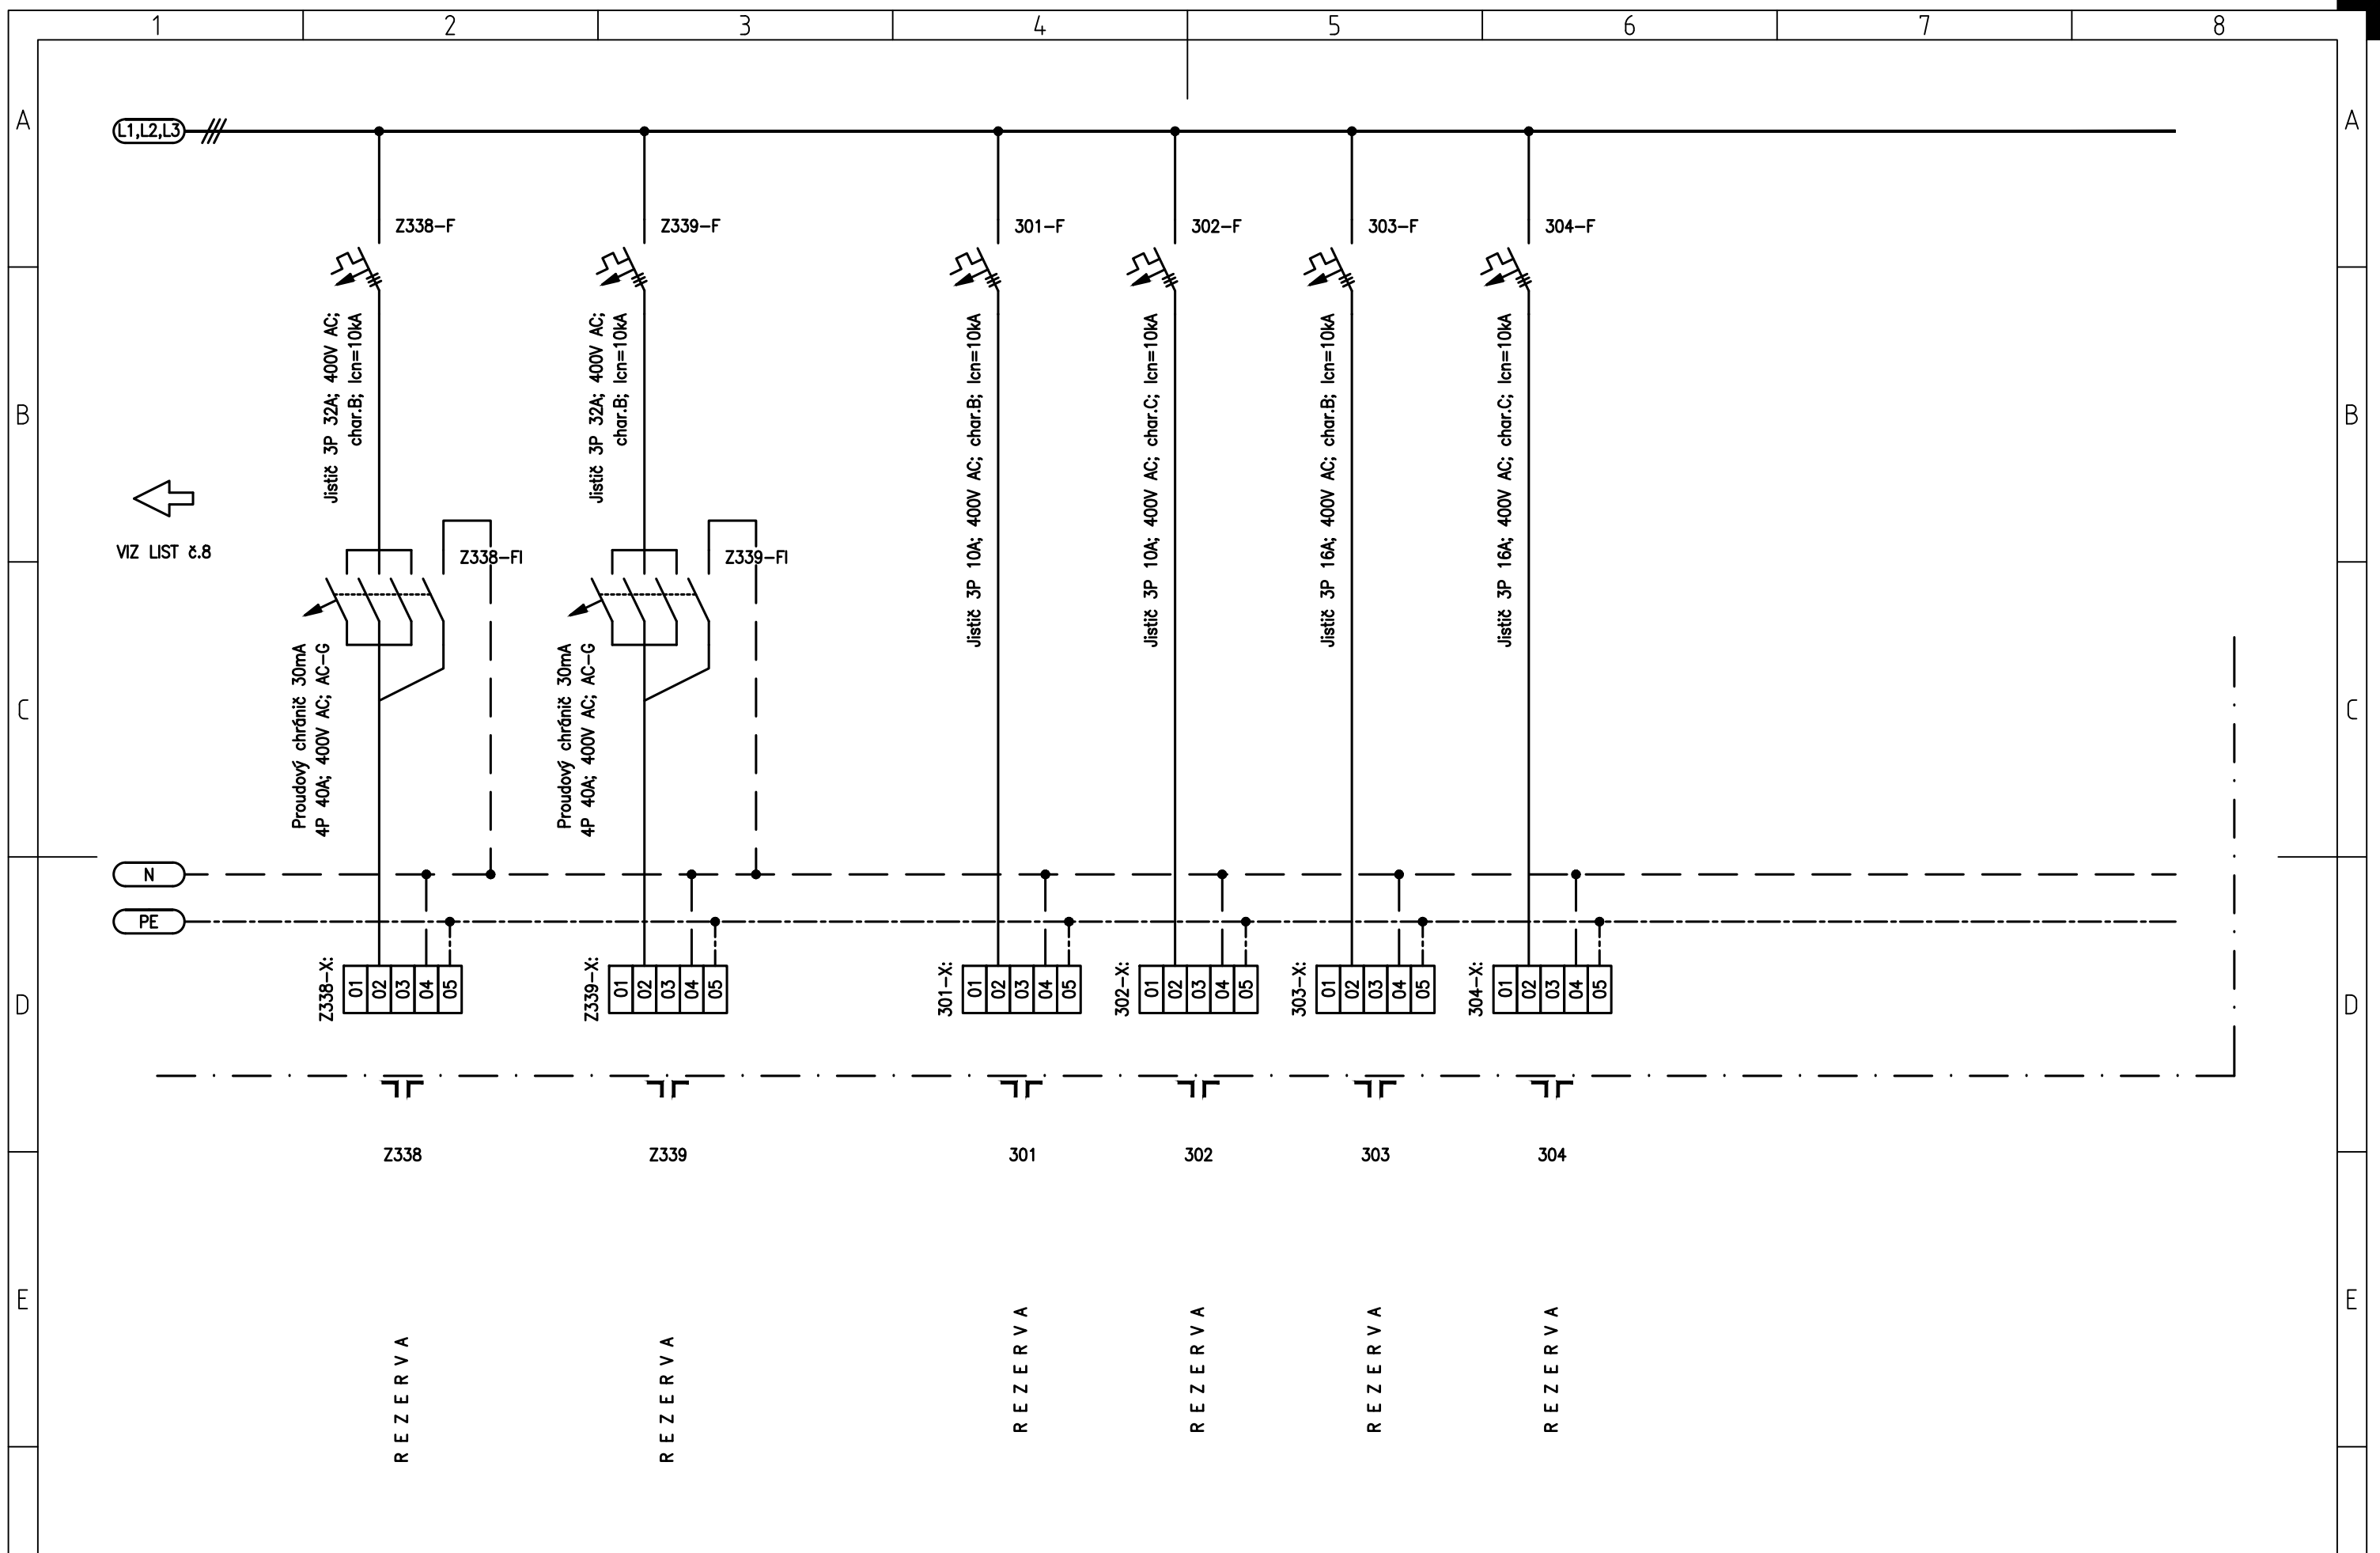 1 2 3 4 5 6 7 8
A A
L1,L2,L3
Z338-F Z339-F 301-F 302-F 303-F 304-F
Jistič 3P 32A; 400V AC;
char.B; Icn=10kA
Jistič 3P 32A; 400V AC;
char.B; Icn=10kA
Jistič 3P 10A; 400V AC; char.B; Icn=10kA
Jistič 3P 10A; 400V AC; char.C; Icn=10kA
Jistič 3P 16A; 400V AC; char.B; Icn=10kA
Jistič 3P 16A; 400V AC; char.C; Icn=10kA
B B
VIZ LIST č.8
Z338-FI Z339-FI
Proudový chránič 30mA
4P 40A; 400V AC; AC-G
Proudový chránič 30mA
4P 40A; 400V AC; AC-G
C C
N
PE
Z338-X: 01 02 03 04 05
Z339-X: 01 02 03 04 05
301-X: 01 02 03 04 05
302-X: 01 02 03 04 05
303-X: 01 02 03 04 05
304-X: 01 02 03 04 05
D D
Z338 Z339 301 302 303 304
E E
REZERVA
REZERVA
REZERVA
REZERVA
REZERVA
REZERVA